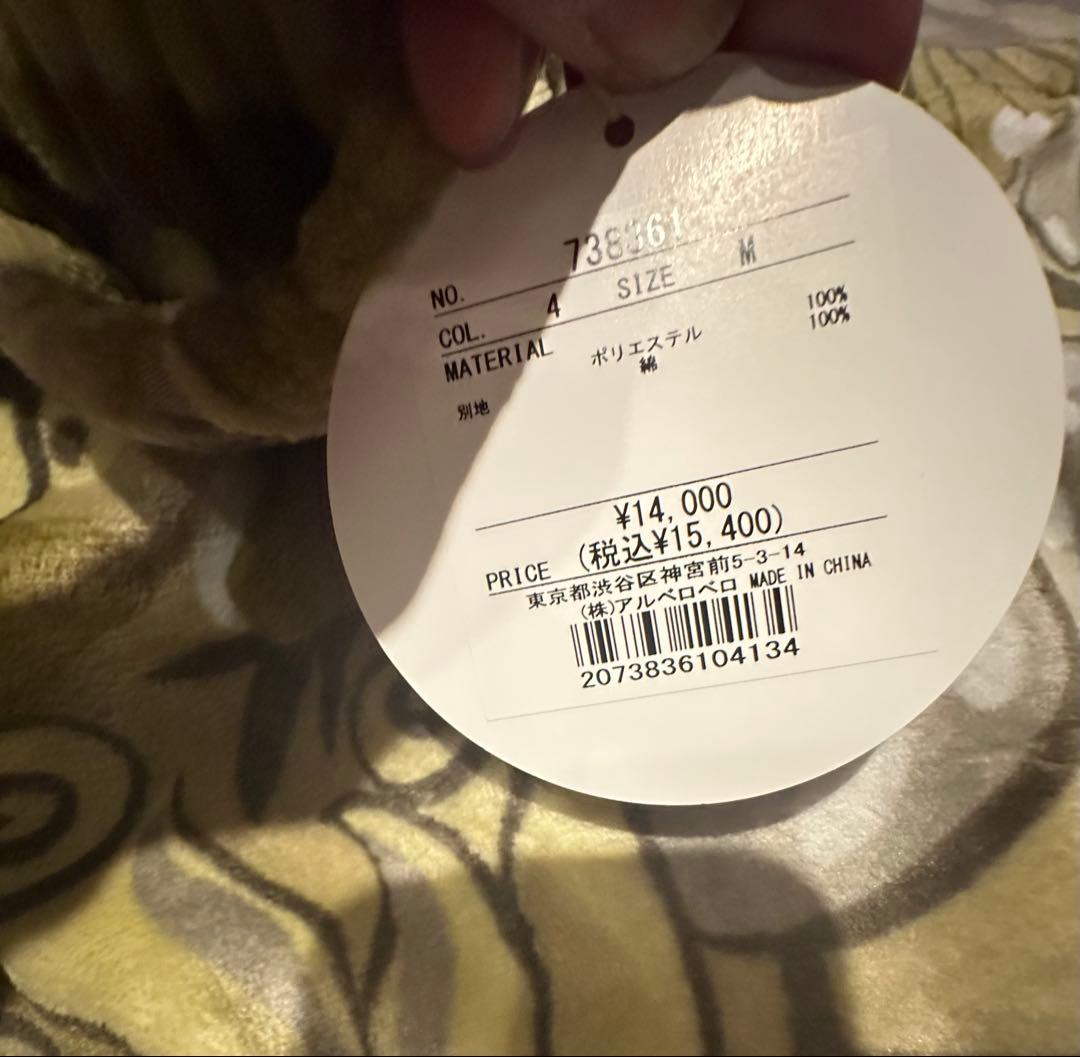 NO. 738361
COL. 4 SIZE M
MATERIAL ポリエステル 100%
綿 100%
別地
¥14,000
PRICE (税込¥15,400)
東京都渋谷区神宮前5-3-14
(株)アルベロベロ MADE IN CHINA
2073836104134